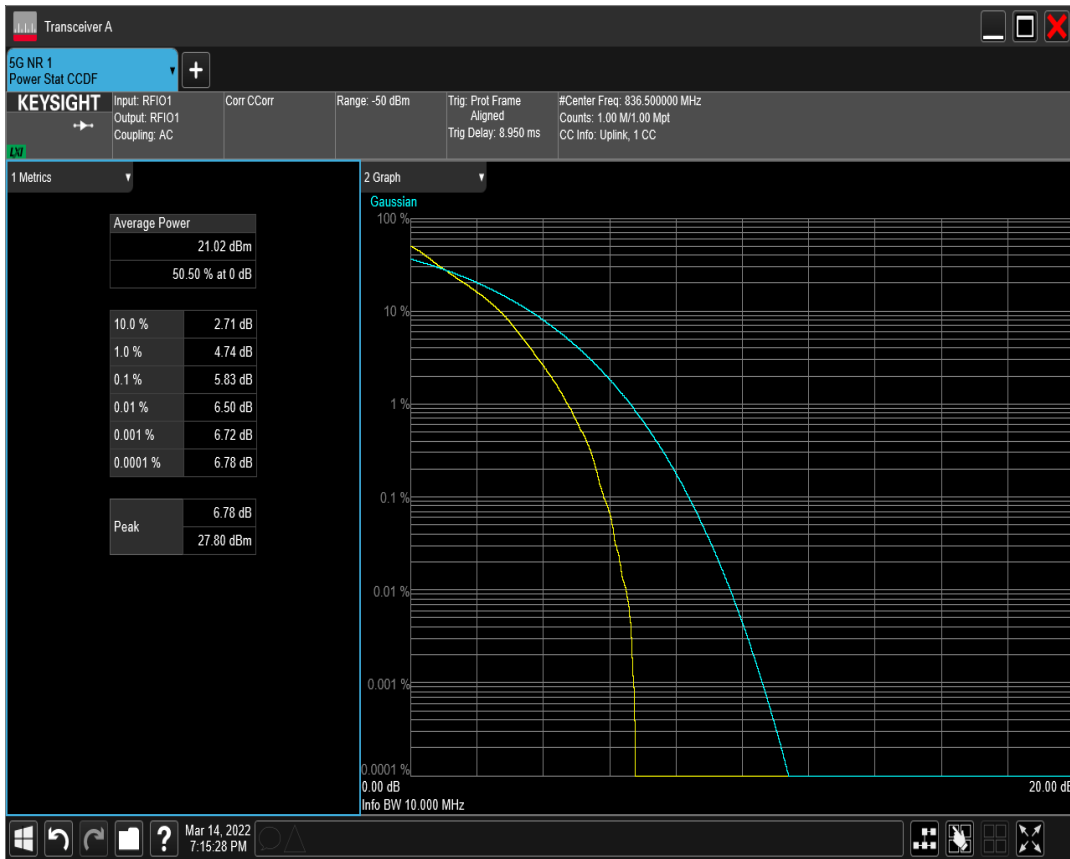 Transceiver A
5G NR 1
Power Stat CCDF
+
KEYSIGHT
LXI
Input: RFIO1
Output: RFIO1
Coupling: AC
Corr CCorr
Range: -50 dBm
Trig: Prot Frame
Aligned
Trig Delay: 8.950 ms
#Center Freq: 836.500000 MHz
Counts: 1.00 M/1.00 Mpt
CC Info: Uplink, 1 CC
1 Metrics
Average Power
21.02 dBm
50.50 % at 0 dB
10.0 % 2.71 dB
1.0 % 4.74 dB
0.1 % 5.83 dB
0.01 % 6.50 dB
0.001 % 6.72 dB
0.0001 % 6.78 dB
Peak
6.78 dB
27.80 dBm
2 Graph
Gaussian
100 %
10 %
1 %
0.1 %
0.01 %
0.001 %
0.0001 %
0.00 dB 20.00 dB
Info BW 10.000 MHz
?
Mar 14, 2022
7:15:28 PM